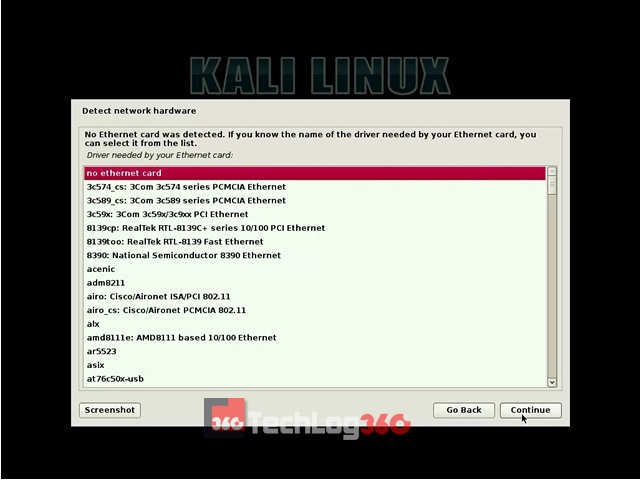 KALI LINUX
Detect network hardware
No Ethernet card was detected. If you know the name of the driver needed by your Ethernet card, you
can select it from the list.
Driver needed by your Ethernet card:
no ethernet card
3c574_cs: 3Com 3c574 series PCMCIA Ethernet
3c589_cs: 3Com 3c589 series PCMCIA Ethernet
3c59x: 3Com 3c59x/3c9xx PCI Ethernet
8139cp: RealTek RTL-8139C+ series 10/100 PCI Ethernet
8139too: RealTek RTL-8139 Fast Ethernet
8390: National Semiconductor 8390 Ethernet
acenic
adm8211
airo: Cisco/Aironet ISA/PCI 802.11
airo_cs: Cisco/Aironet PCMCIA 802.11
alx
amd8111e: AMD8111 based 10/100 Ethernet
ar5523
asix
at76c50x-usb
Screenshot
360 TechLog360
Go Back
Continue